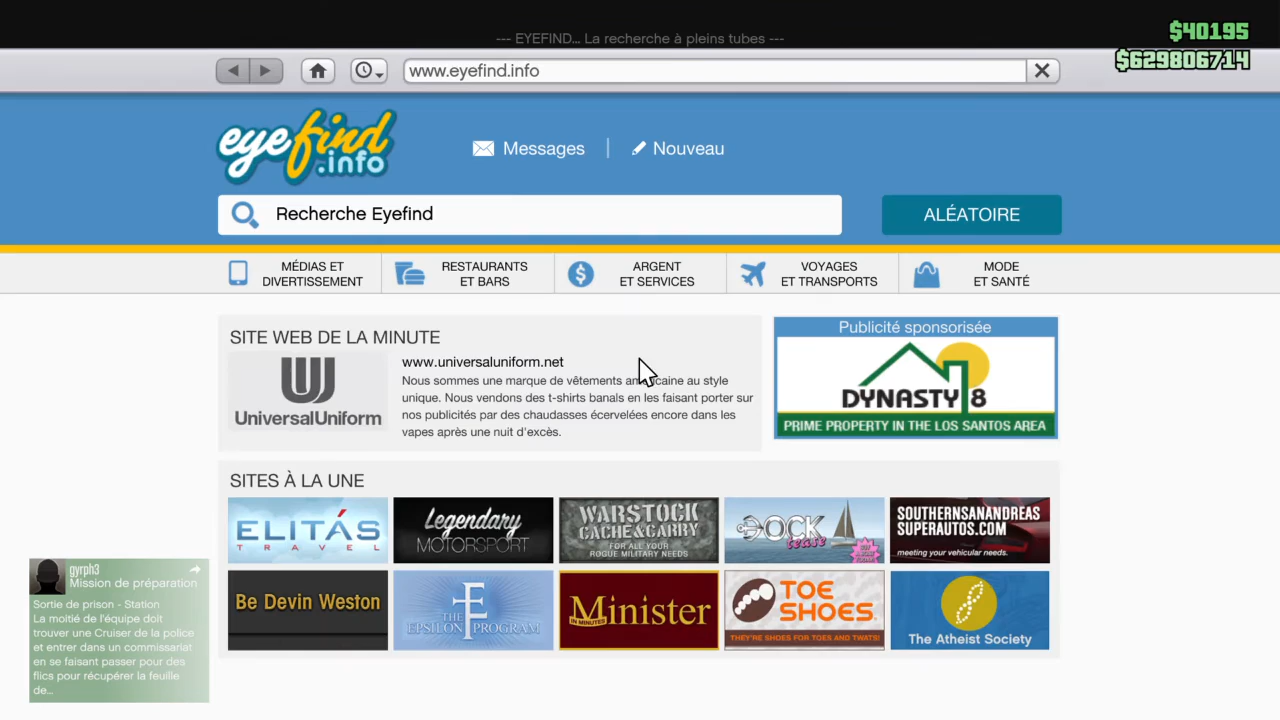 --- EYEFIND... La recherche à pleins tubes ---
$40195
$629806714
www.eyefind.info
eyefind
.info
Messages
Nouveau
Recherche Eyefind
ALÉATOIRE
MÉDIAS ET
DIVERTISSEMENT
RESTAURANTS
ET BARS
ARGENT
ET SERVICES
VOYAGES
ET TRANSPORTS
MODE
ET SANTÉ
SITE WEB DE LA MINUTE
UniversalUniform
www.universaluniform.net
Nous sommes une marque de vêtements américaine au style
unique. Nous vendons des t-shirts banals en les faisant porter sur
nos publicités par des chaudasses écervelées encore dans les
vapes après une nuit d'excès.
Publicité sponsorisée
DYNASTY 8
PRIME PROPERTY IN THE LOS SANTOS AREA
SITES À LA UNE
ELITÁS
TRAVEL
Legendary
MOTORSPORT
WARSTOCK
CACHE & CARRY
FOR ALL YOUR
ROGUE MILITARY NEEDS
DOCK
tease
SOUTHERNSANANDREAS
SUPERAUTOS.COM
meeting your vehicular needs.
Be Devin Weston
THE
EPSILON PROGRAM
Minister
IN MINUTES
TOE
SHOES
THEY'RE SHOES FOR TOES AND TWATS!
The Atheist Society
gyrph3
Mission de préparation
Sortie de prison - Station
La moitié de l'équipe doit
trouver une Cruiser de la police
et entrer dans un commissariat
en se faisant passer pour des
flics pour récupérer la feuille
de...